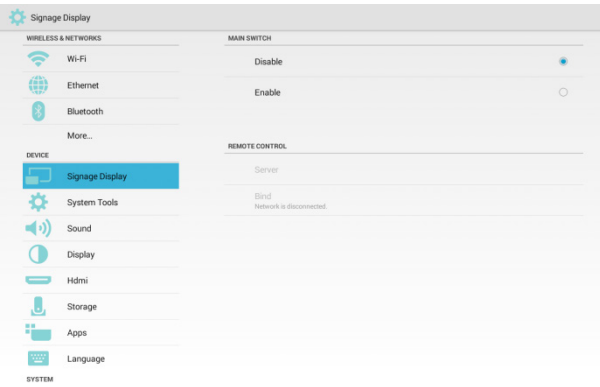 Signage Display
WIRELESS & NETWORKS
Wi-Fi
Ethernet
Bluetooth
More...
DEVICE
Signage Display
System Tools
Sound
Display
Hdmi
Storage
Apps
Language
SYSTEM
MAIN SWITCH
Disable
Enable
REMOTE CONTROL
Server
Bind
Network is disconnected.